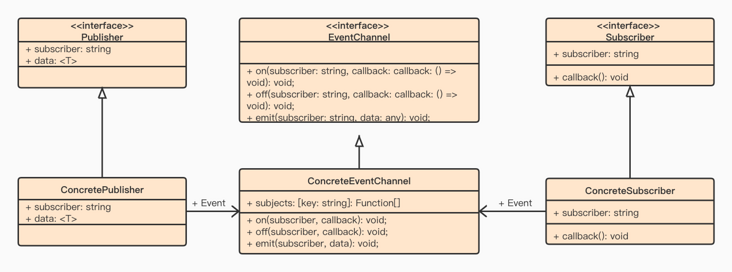 <<interface>>
Publisher
+ subscriber: string
+ data: <T>
<<interface>>
EventChannel
+ on(subscriber: string, callback: callback: () =>
void): void;
+ off(subscriber: string, callback: callback: () =>
void): void;
+ emit(subscriber: string, data: any): void;
<<interface>>
Subscriber
+ subscriber: string
+ callback(): void
ConcretePublisher
+ subscriber: string
+ data: <T>
+ Event
ConcreteEventChannel
+ subjects: [key: string]: Function[]
+ on(subscriber, callback): void;
+ off(subscriber, callback): void;
+ emit(subscriber, data): void;
+ Event
ConcreteSubscriber
+ subscriber: string
+ callback(): void